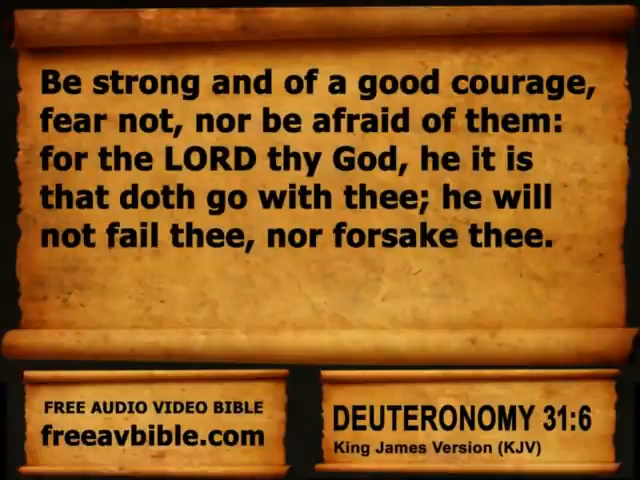 Be strong and of a good courage,
fear not, nor be afraid of them:
for the LORD thy God, he it is
that doth go with thee; he will
not fail thee, nor forsake thee.
FREE AUDIO VIDEO BIBLE
freeavbible.com
DEUTERONOMY 31:6
King James Version (KJV)